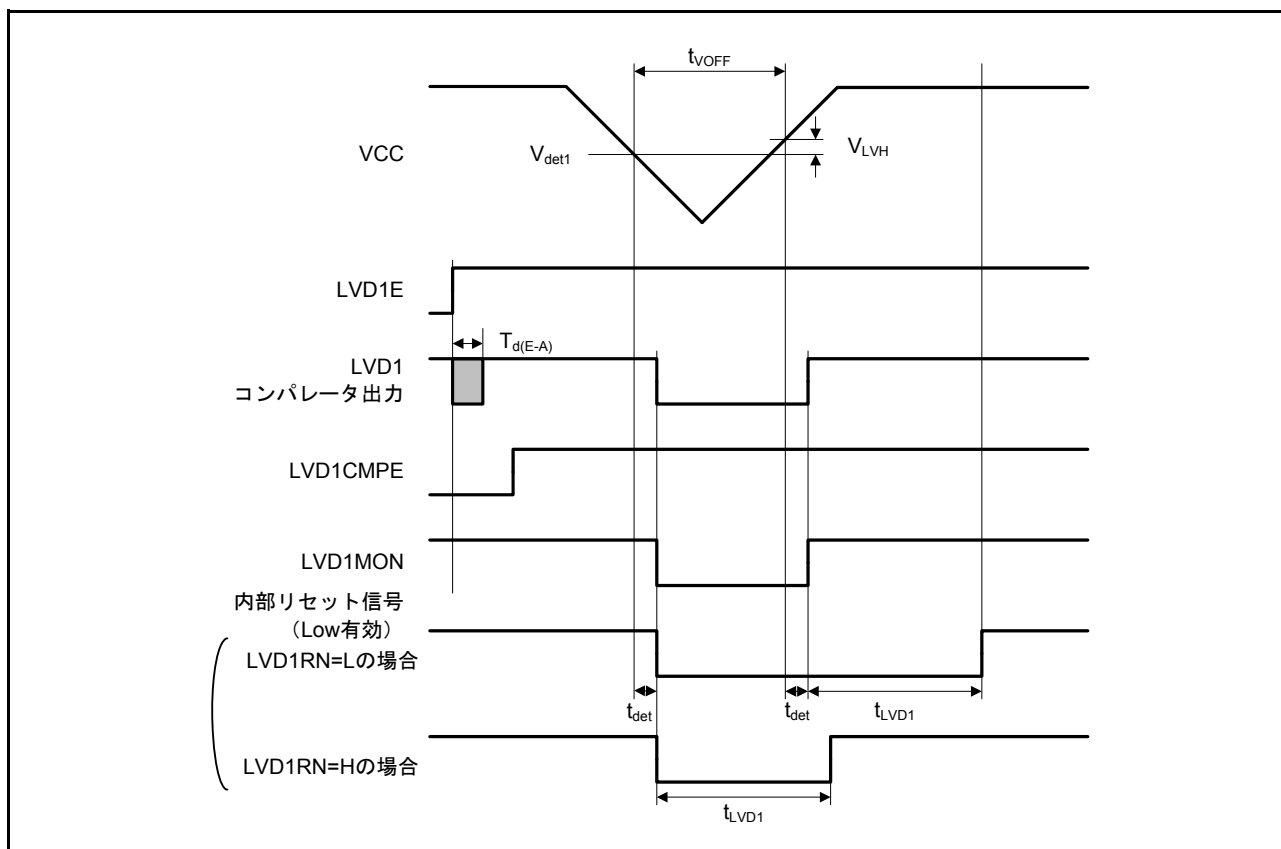 tVOFF
VCC
Vdet1
VLVH
LVD1E
Td(E-A)
LVD1
コンパレータ出力
LVD1CMPE
LVD1MON
内部リセット信号
（Low有効）
LVD1RN=Lの場合
tdet
tdet
tLVD1
LVD1RN=Hの場合
tLVD1